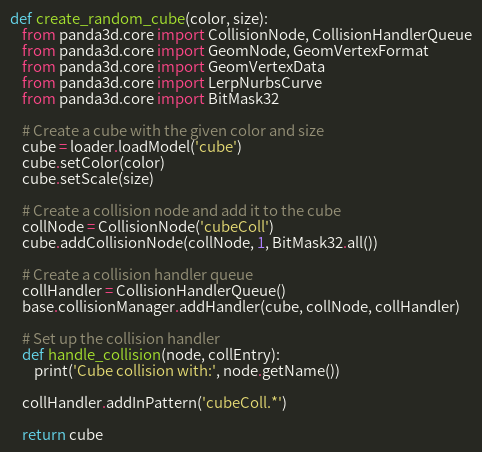 def create_random_cube(color, size):
from panda3d.core import CollisionNode, CollisionHandlerQueue
from panda3d.core import GeomNode, GeomVertexFormat
from panda3d.core import GeomVertexData
from panda3d.core import LerpNurbsCurve
from panda3d.core import BitMask32
# Create a cube with the given color and size
cube = loader.loadModel('cube')
cube.setColor(color)
cube.setScale(size)
# Create a collision node and add it to the cube
collNode = CollisionNode('cubeColl')
cube.addCollisionNode(collNode, 1, BitMask32.all())
# Create a collision handler queue
collHandler = CollisionHandlerQueue()
base.collisionManager.addHandler(cube, collNode, collHandler)
# Set up the collision handler
def handle_collision(node, collEntry):
print('Cube collision with:', node.getName())
collHandler.addInPattern('cubeColl.*')
return cube